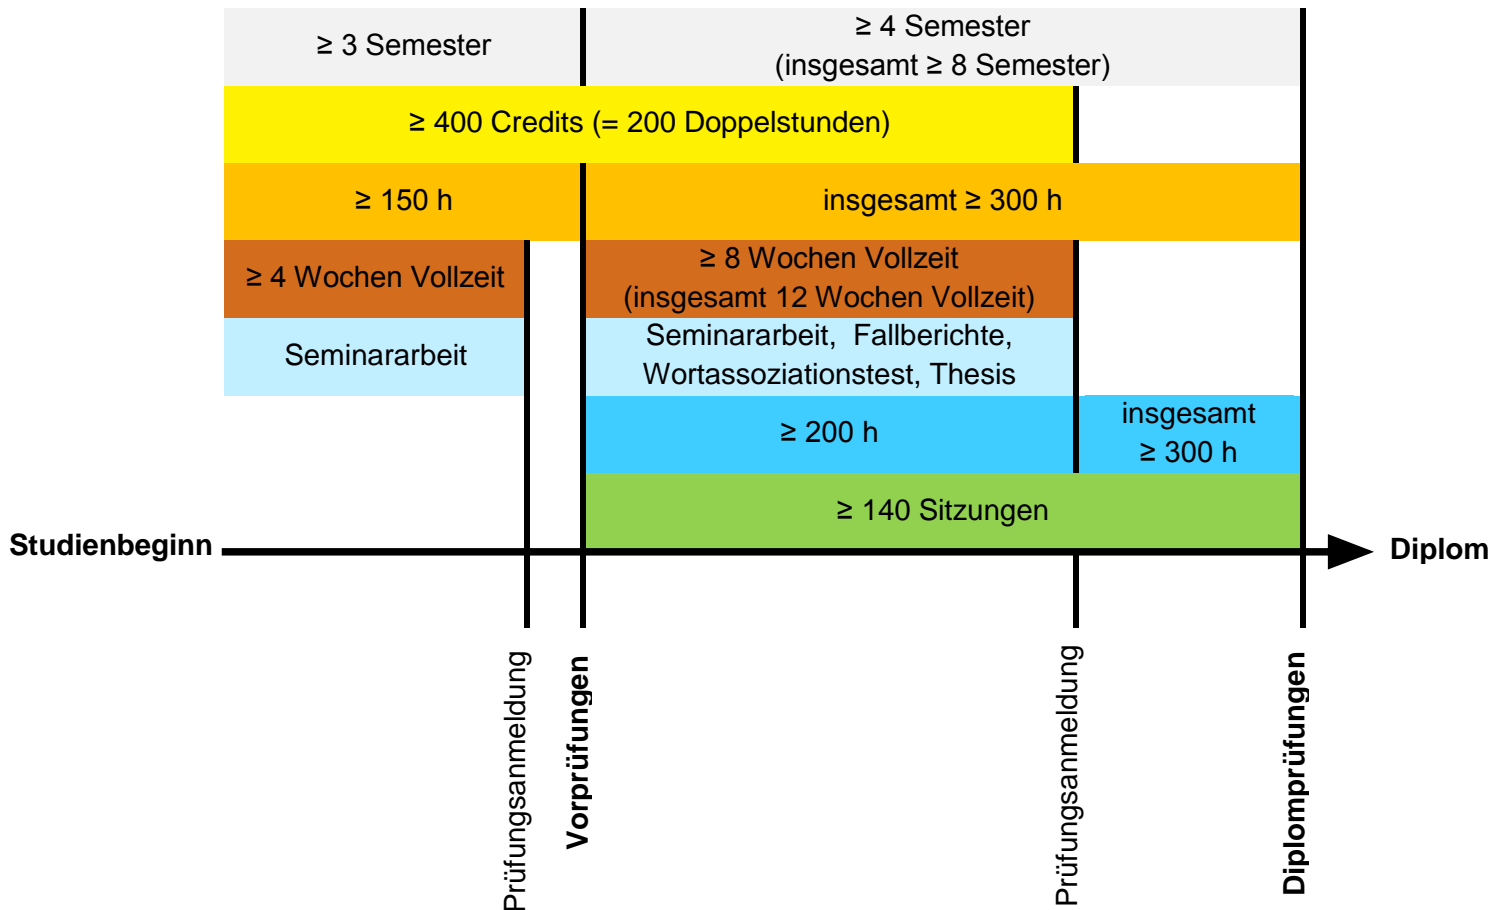 ≥ 3 Semester
≥ 4 Semester
(insgesamt ≥ 8 Semester)
≥ 400 Credits (= 200 Doppelstunden)
≥ 150 h
insgesamt ≥ 300 h
≥ 4 Wochen Vollzeit
≥ 8 Wochen Vollzeit
(insgesamt 12 Wochen Vollzeit)
Seminararbeit
Seminararbeit, Fallberichte,
Wortassoziationstest, Thesis
≥ 200 h
insgesamt
≥ 300 h
≥ 140 Sitzungen
Studienbeginn
Diplom
Prüfungsanmeldung
Vorprüfungen
Prüfungsanmeldung
Diplomprüfungen